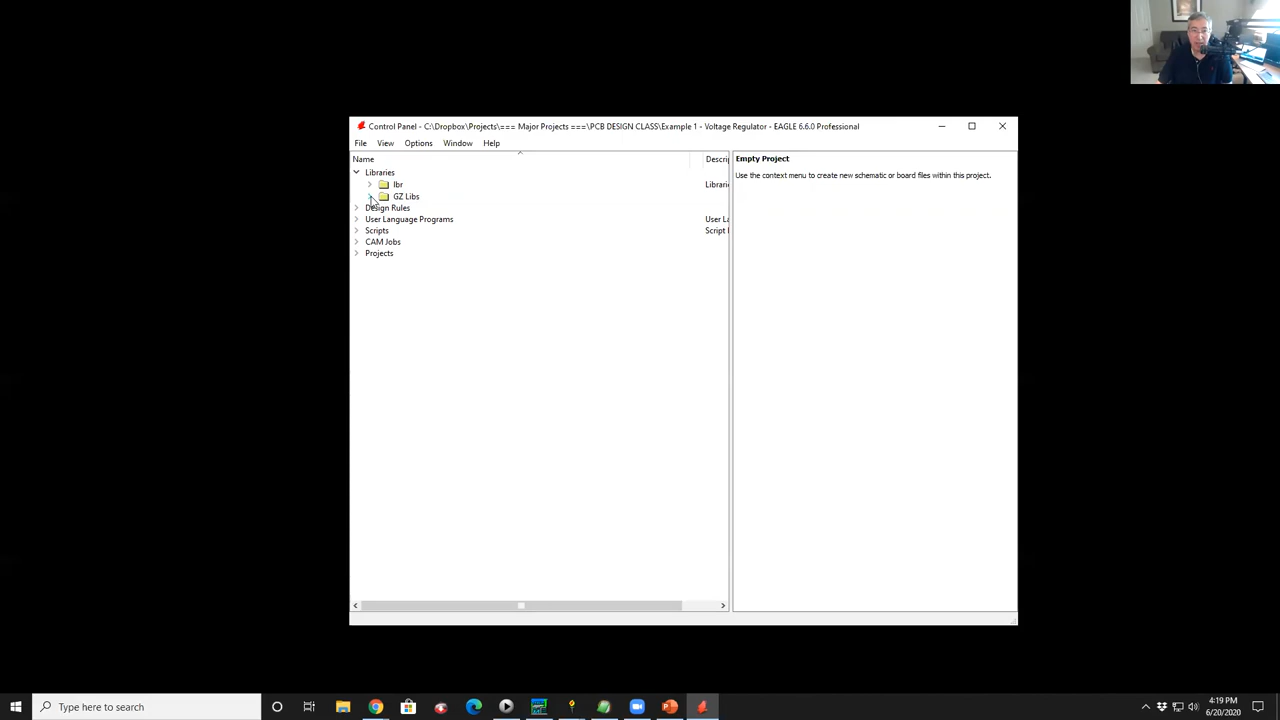 Control Panel - C:\Dropbox\Projects\=== Major Projects ===\PCB DESIGN CLASS\Example 1 - Voltage Regulator - EAGLE 6.6.0 Professional
File View Options Window Help
Name Descrip
Libraries
lbr Librarie
GZ Libs
Design Rules
User Language Programs User La
Scripts Script F
CAM Jobs
Projects
Empty Project
Use the context menu to create new schematic or board files within this project.
Type here to search
4:19 PM
6/20/2020